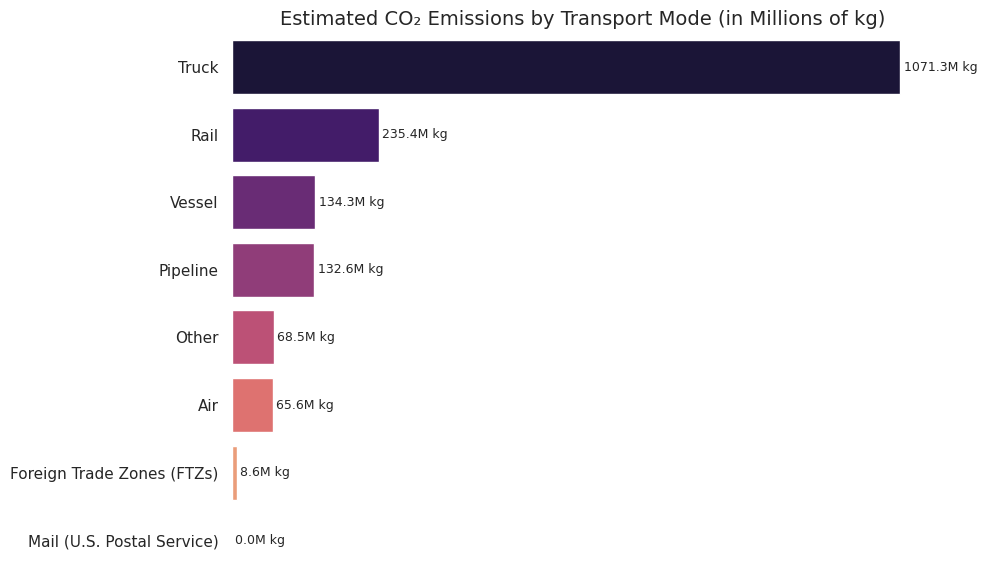 Estimated CO₂ Emissions by Transport Mode (in Millions of kg)
Truck 1071.3M kg
Rail 235.4M kg
Vessel 134.3M kg
Pipeline 132.6M kg
Other 68.5M kg
Air 65.6M kg
Foreign Trade Zones (FTZs) 8.6M kg
Mail (U.S. Postal Service) 0.0M kg